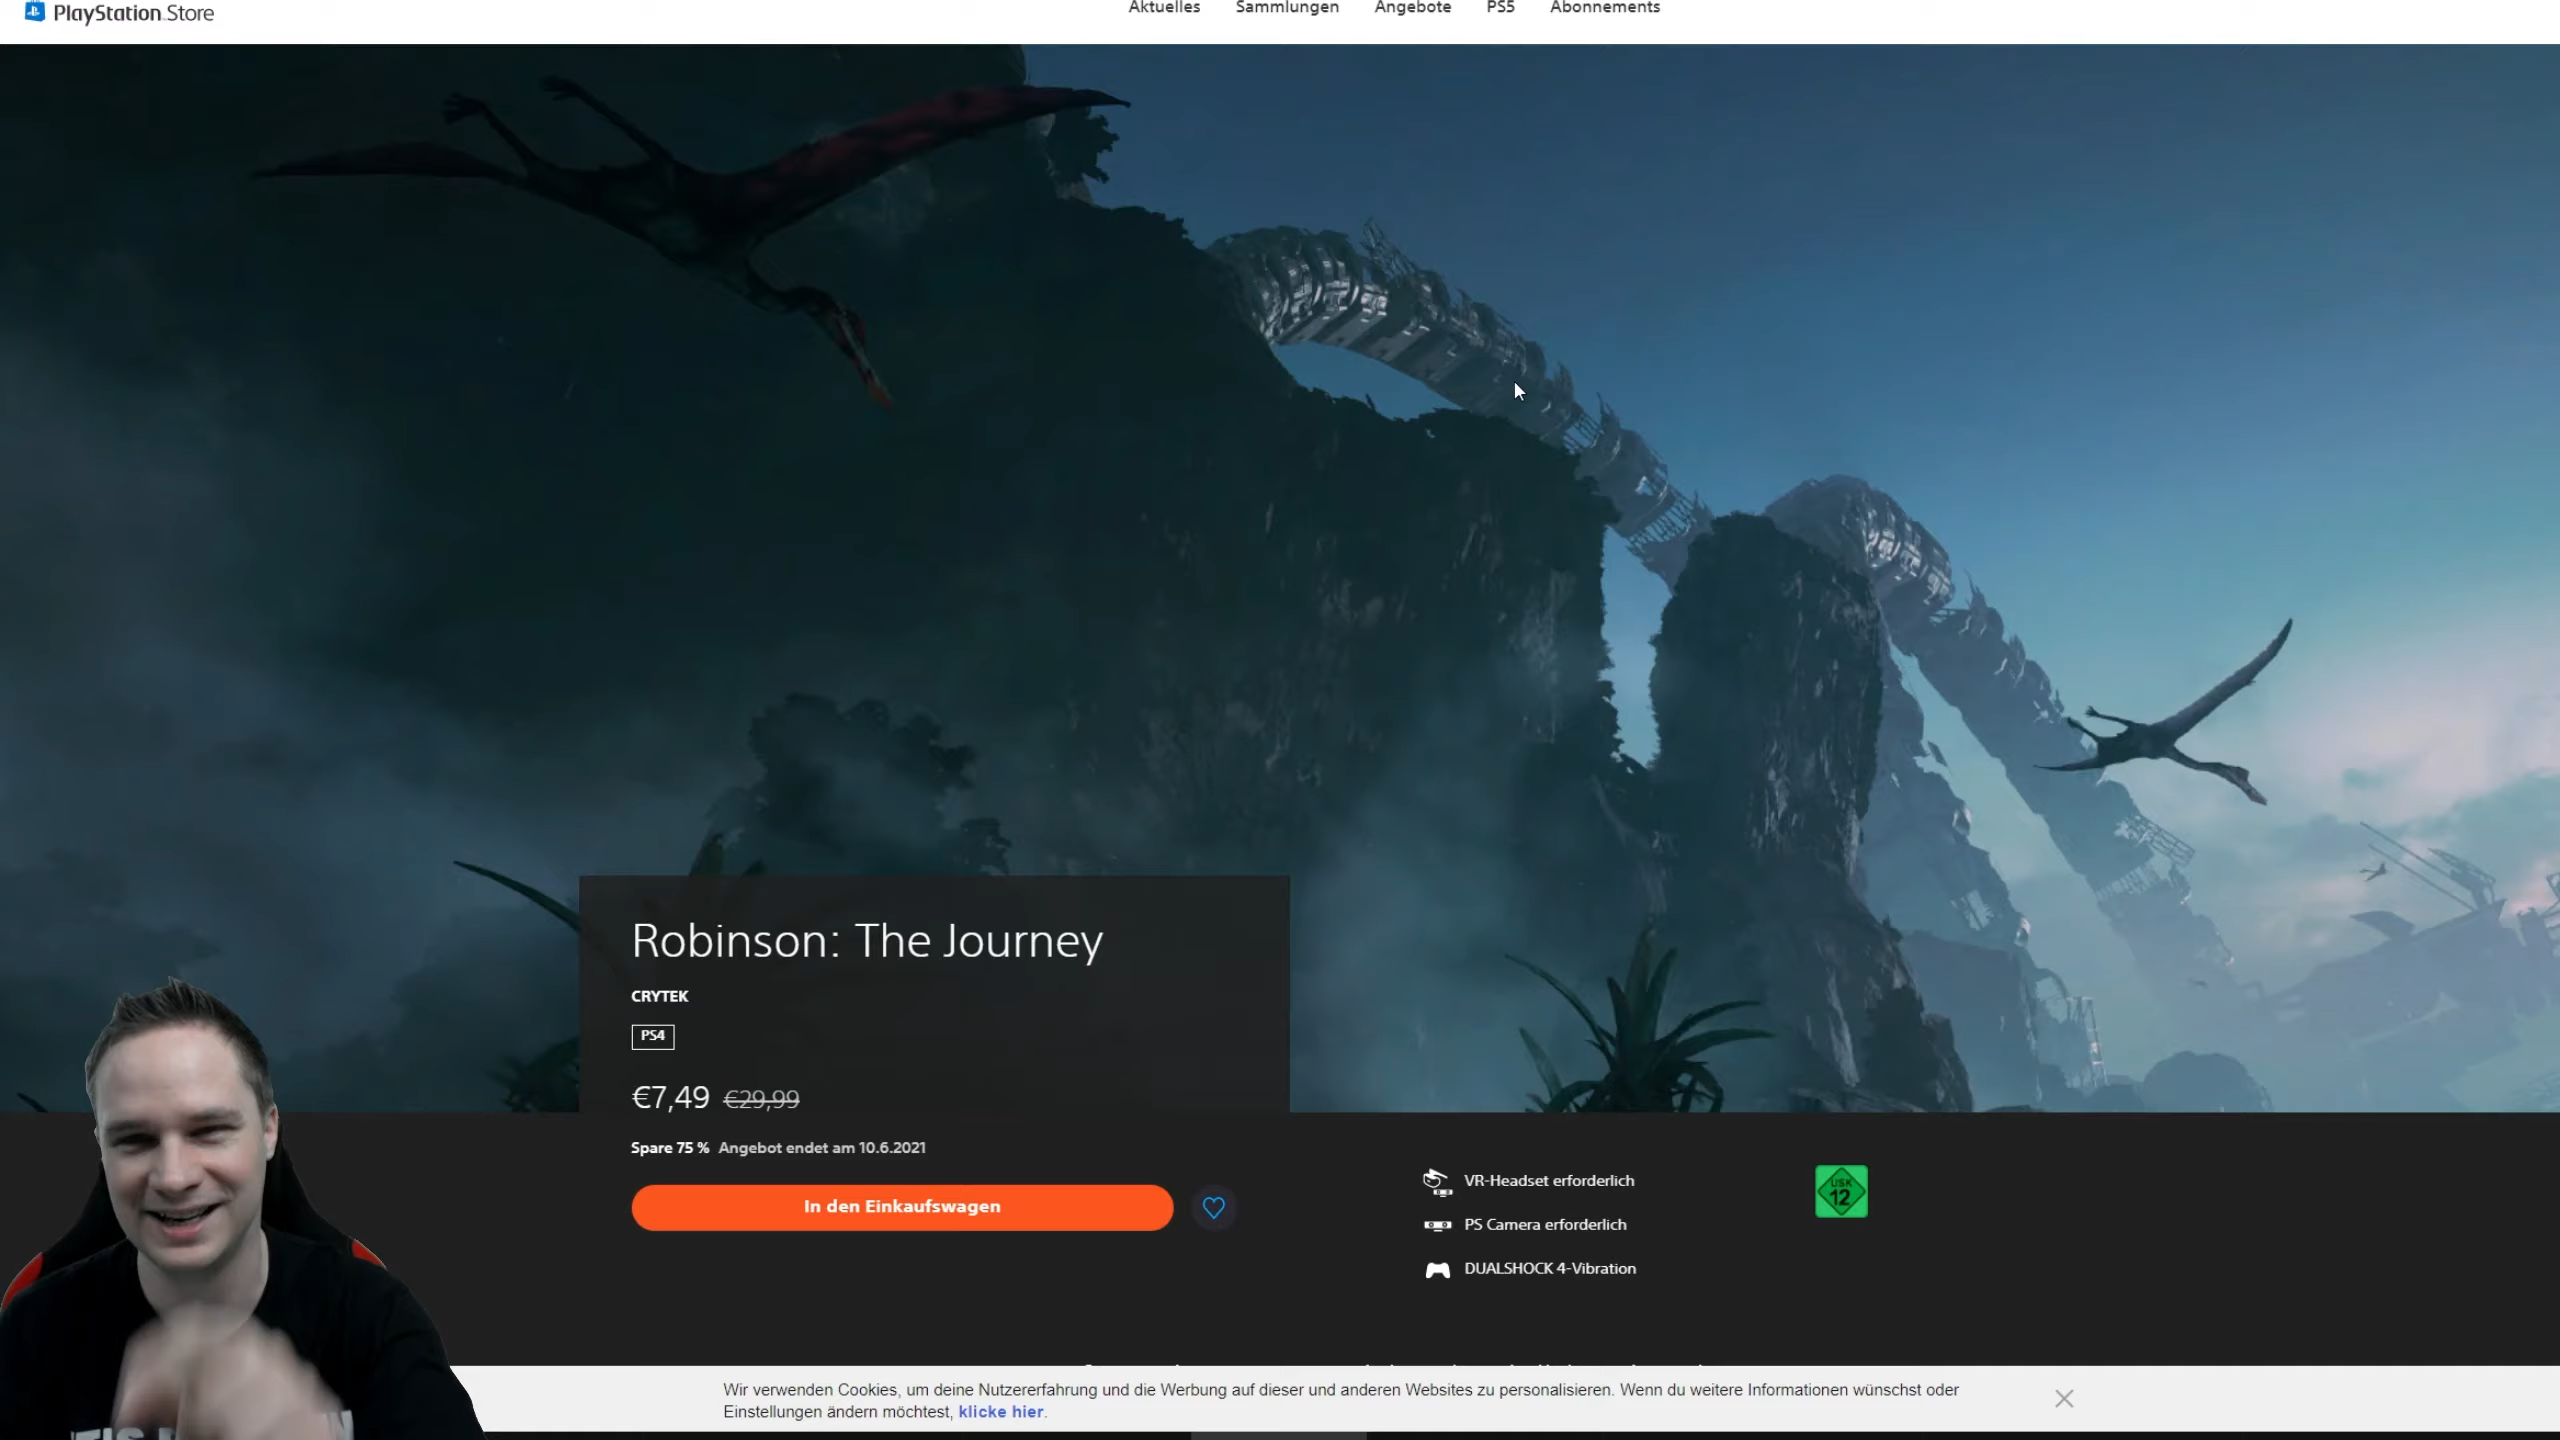 PlayStation Store
Aktuelles Sammlungen Angebote PS5 Abonnements
Robinson: The Journey
CRYTEK
PS4
€7,49 €29,99
Spare 75 % Angebot endet am 10.6.2021
In den Einkaufswagen
VR-Headset erforderlich
PS Camera erforderlich
DUALSHOCK 4-Vibration
USK
12
Wir verwenden Cookies, um deine Nutzererfahrung und die Werbung auf dieser und anderen Websites zu personalisieren. Wenn du weitere Informationen wünschst oder
Einstellungen ändern möchtest, klicke hier.